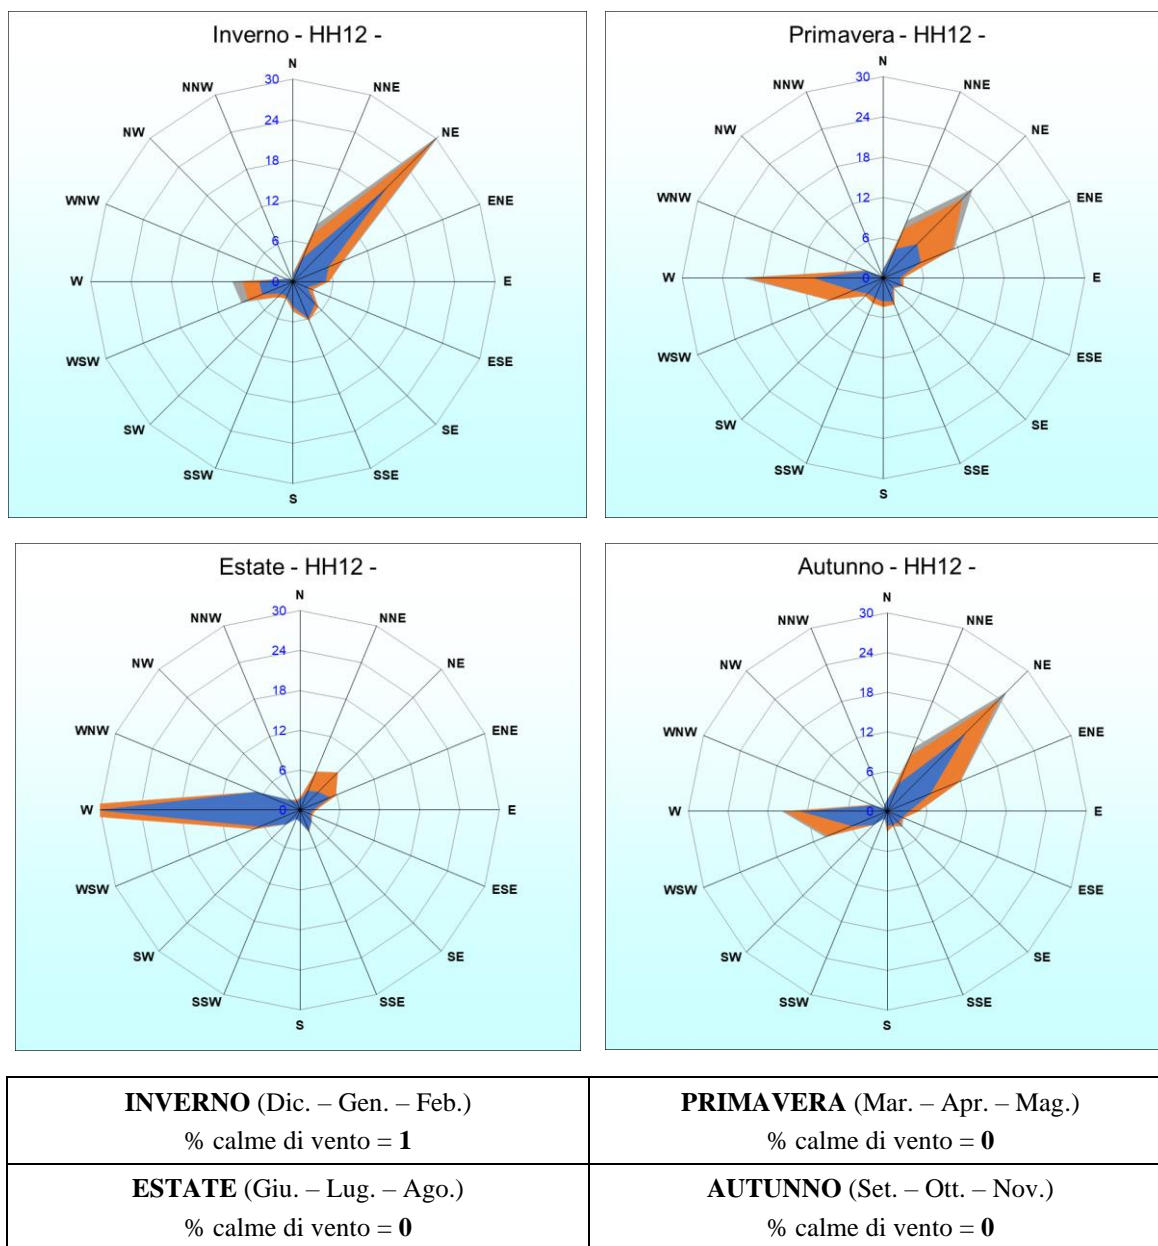 Inverno - HH12 -
N
NNE
NE
ENE
E
ESE
SE
SSE
S
SSW
SW
WSW
W
WNW
NW
NNW
30
24
18
12
6
0
Primavera - HH12 -
N
NNE
NE
ENE
E
ESE
SE
SSE
S
SSW
SW
WSW
W
WNW
NW
NNW
30
24
18
12
6
0
Estate - HH12 -
N
NNE
NE
ENE
E
ESE
SE
SSE
S
SSW
SW
WSW
W
WNW
NW
NNW
30
24
18
12
6
0
Autunno - HH12 -
N
NNE
NE
ENE
E
ESE
SE
SSE
S
SSW
SW
WSW
W
WNW
NW
NNW
30
24
18
12
6
0
INVERNO (Dic. – Gen. – Feb.)
% calme di vento = 1
PRIMAVERA (Mar. – Apr. – Mag.)
% calme di vento = 0
ESTATE (Giu. – Lug. – Ago.)
% calme di vento = 0
AUTUNNO (Set. – Ott. – Nov.)
% calme di vento = 0